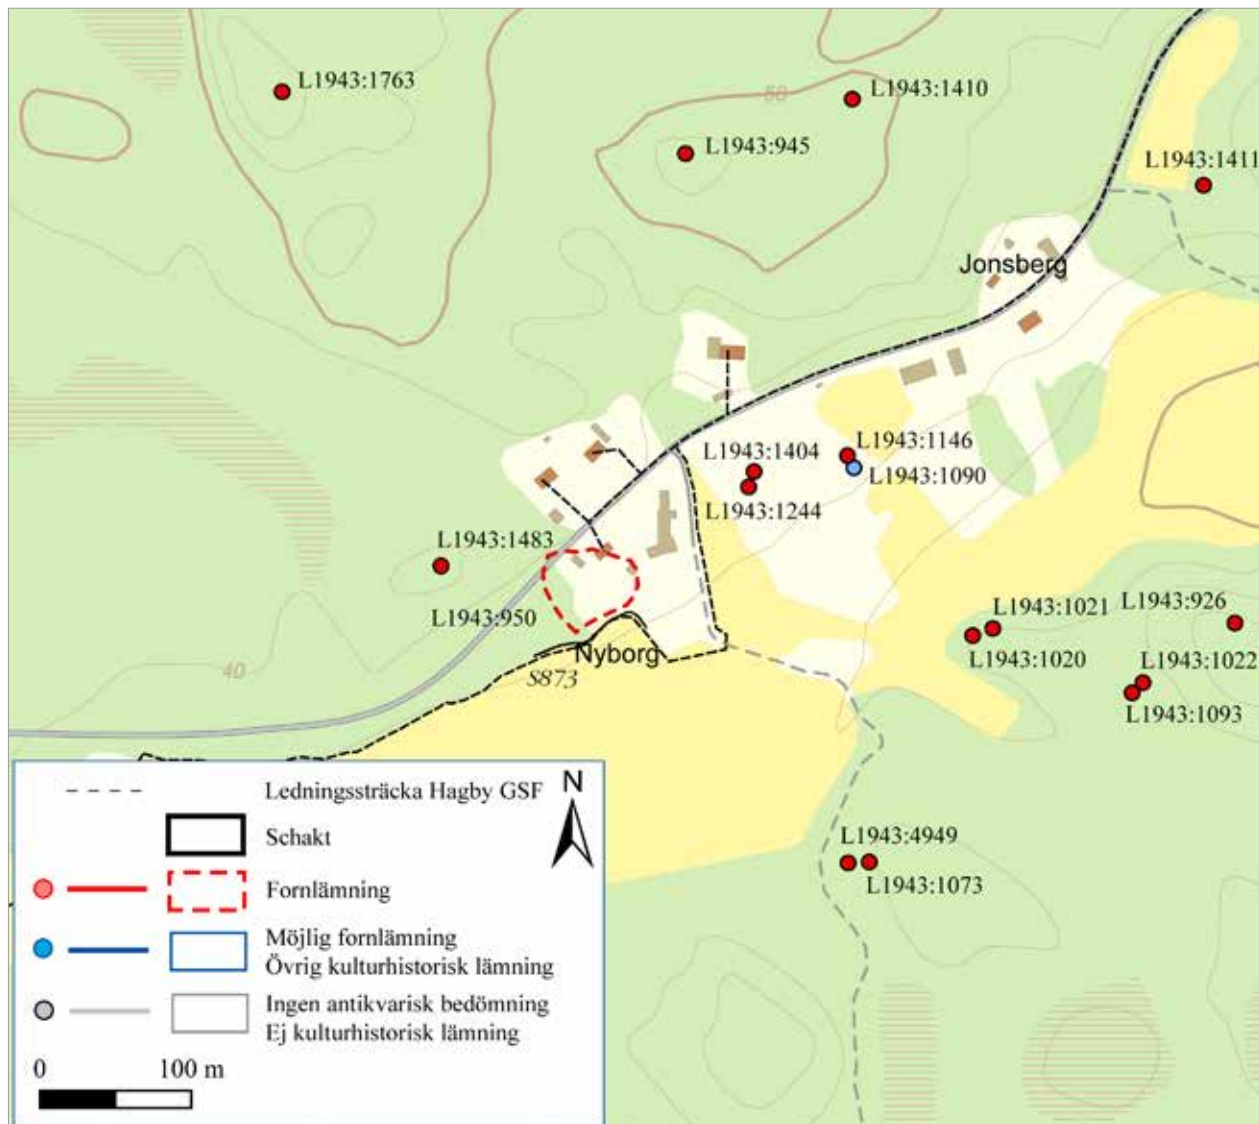 L1943:1763
L1943:1410
50
L1943:945
L1943:1411
Jonsberg
L1943:1404
L1943:1146
L1943:1090
L1943:1244
L1943:1483
L1943:950
Nyborg
S873
40
L1943:1021
L1943:926
L1943:1020
L1943:1022
L1943:1093
L1943:4949
L1943:1073
N
Ledningssträcka Hagby GSF
Schakt
Fornlämning
Möjlig fornlämning
Övrig kulturhistorisk lämning
Ingen antikvarisk bedömning
Ej kulturhistorisk lämning
0 100 m